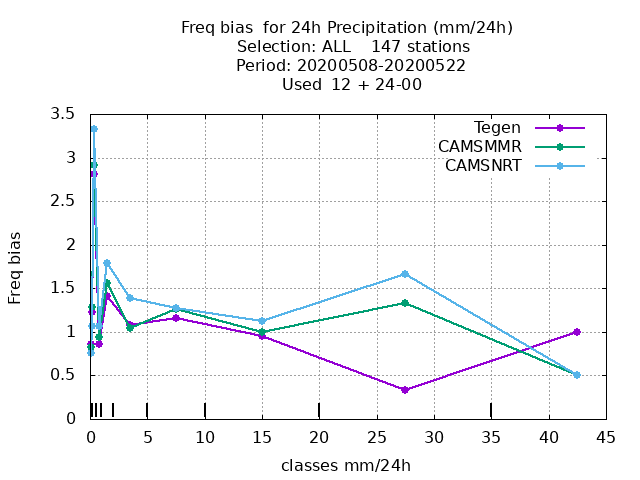 Freq bias  for 24h Precipitation (mm/24h)
Selection: ALL    147 stations
Period: 20200508-20200522
Used  12 + 24-00
Tegen
CAMSMMR
CAMSNRT
Freq bias
3.5
3
2.5
2
1.5
1
0.5
0
0 5 10 15 20 25 30 35 40 45
classes mm/24h